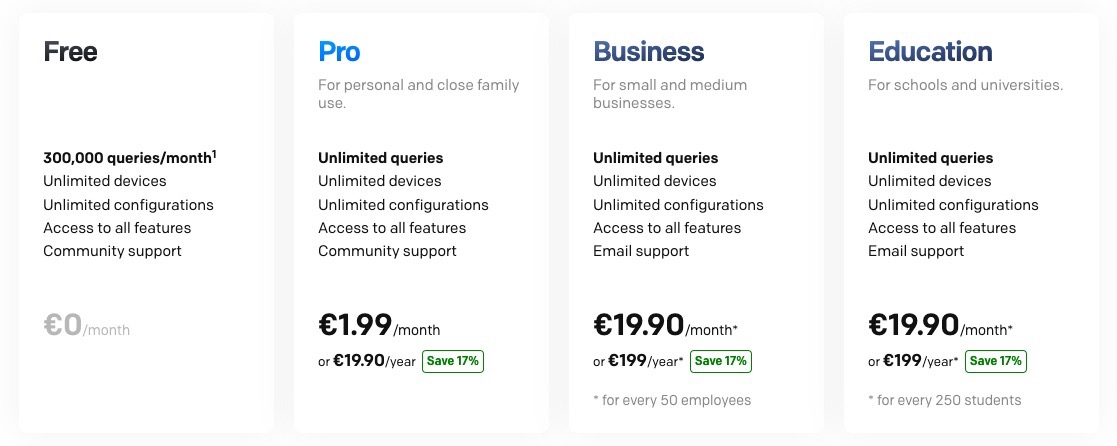 Free
300,000 queries/month¹
Unlimited devices
Unlimited configurations
Access to all features
Community support
€0/month
Pro
For personal and close family
use.
Unlimited queries
Unlimited devices
Unlimited configurations
Access to all features
Community support
€1.99/month
or €19.90/year Save 17%
Business
For small and medium
businesses.
Unlimited queries
Unlimited devices
Unlimited configurations
Access to all features
Email support
€19.90/month*
or €199/year* Save 17%
* for every 50 employees
Education
For schools and universities.
Unlimited queries
Unlimited devices
Unlimited configurations
Access to all features
Email support
€19.90/month*
or €199/year* Save 17%
* for every 250 students